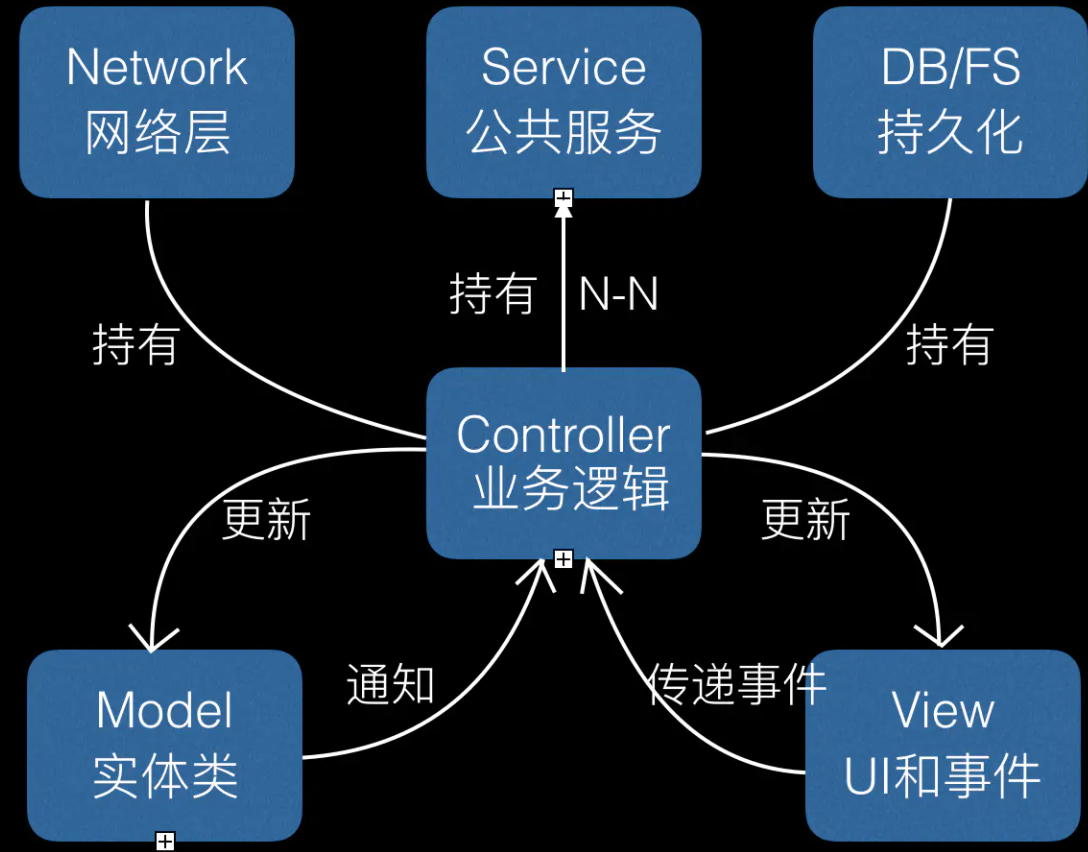 Network
网络层
Service
公共服务
DB/FS
持久化
持有
N-N
持有
持有
Controller
业务逻辑
更新
更新
通知
传递事件
Model
实体类
View
UI和事件